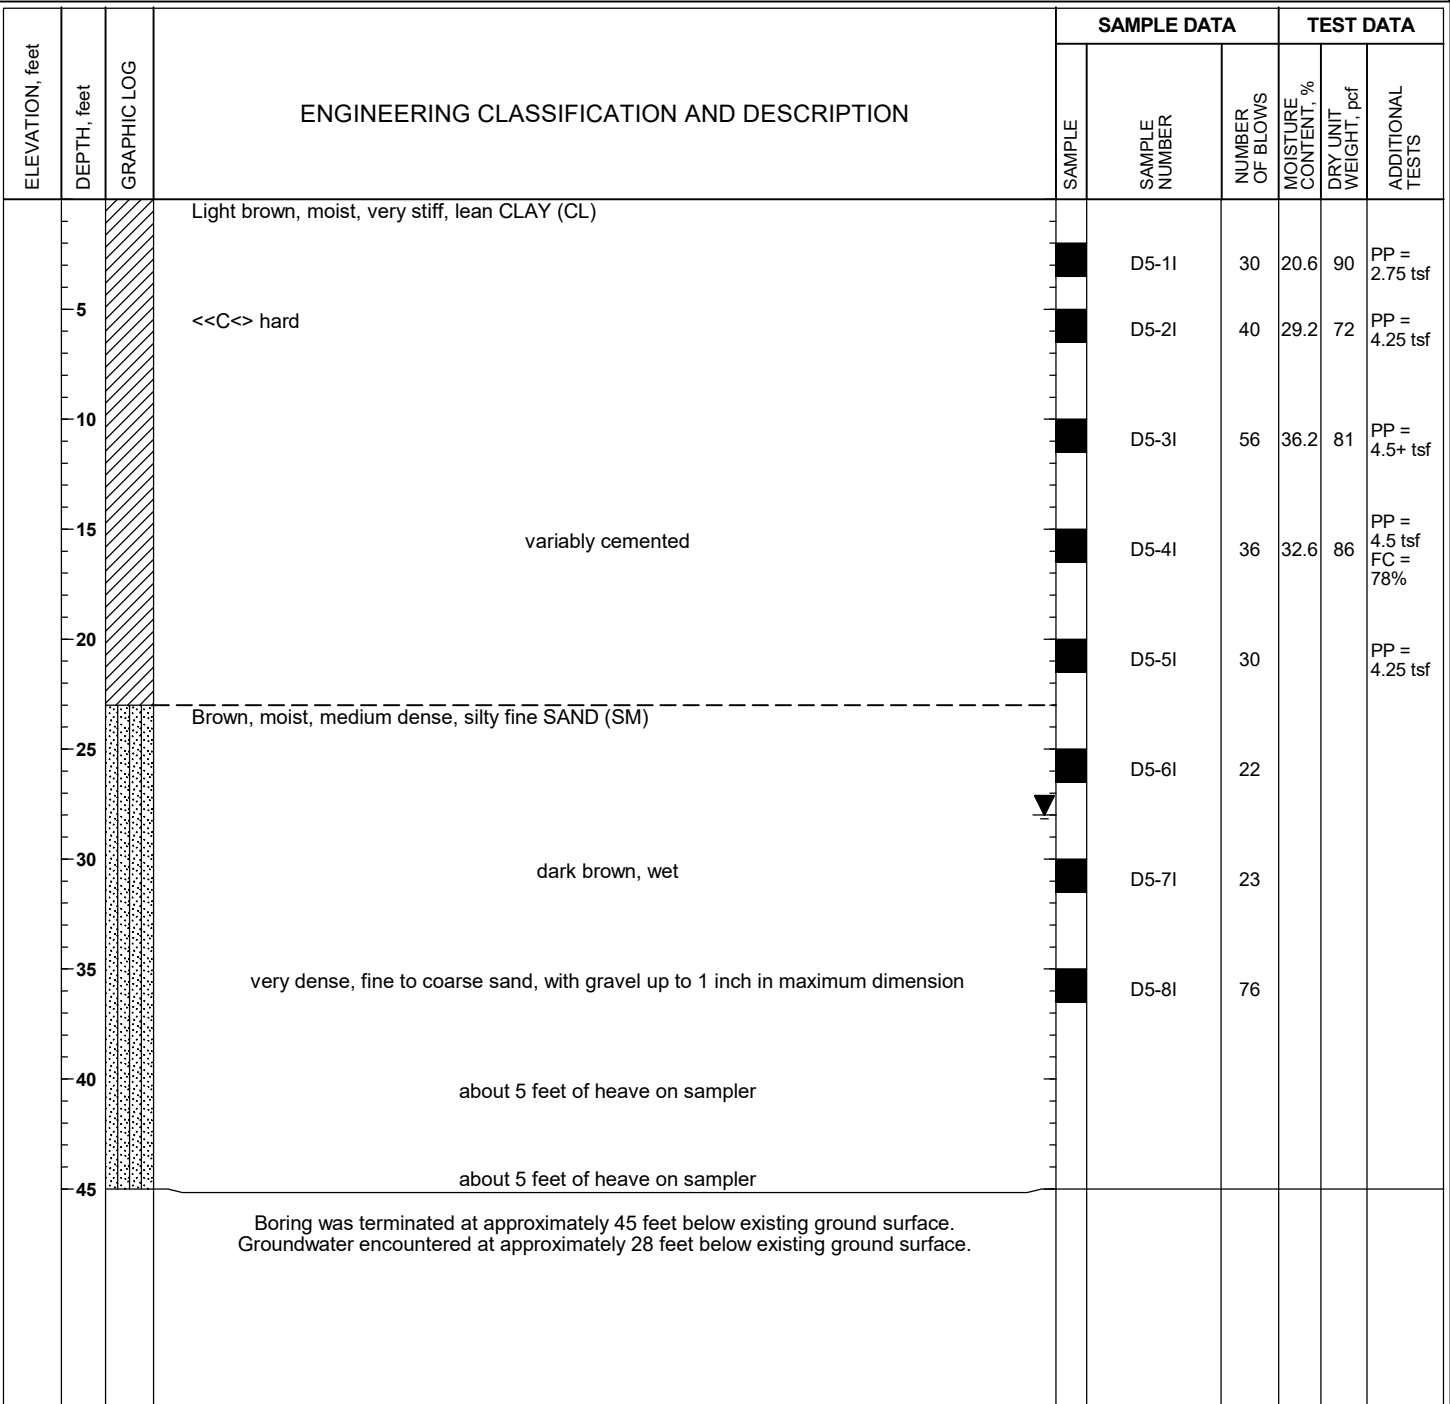 SAMPLE DATA
TEST DATA
ELEVATION, feet
DEPTH, feet
GRAPHIC LOG
ENGINEERING CLASSIFICATION AND DESCRIPTION
SAMPLE
SAMPLE
NUMBER
NUMBER
OF BLOWS
MOISTURE
CONTENT, %
DRY UNIT
WEIGHT, pcf
ADDITIONAL
TESTS
Light brown, moist, very stiff, lean CLAY (CL)
D5-1I 30 20.6 90 PP =
2.75 tsf
5
<<C<> hard
D5-2I 40 29.2 72 PP =
4.25 tsf
10
D5-3I 56 36.2 81 PP =
4.5+ tsf
15
variably cemented
D5-4I 36 32.6 86 PP =
4.5 tsf
FC =
78%
20
D5-5I 30 PP =
4.25 tsf
Brown, moist, medium dense, silty fine SAND (SM)
25
D5-6I 22
30
dark brown, wet
D5-7I 23
35
very dense, fine to coarse sand, with gravel up to 1 inch in maximum dimension
D5-8I 76
40
about 5 feet of heave on sampler
about 5 feet of heave on sampler
45
Boring was terminated at approximately 45 feet below existing ground surface.
Groundwater encountered at approximately 28 feet below existing ground surface.